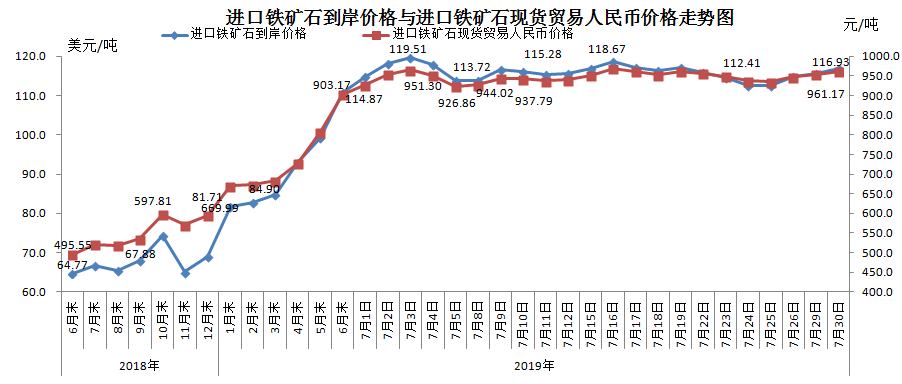 进口铁矿石到岸价格与进口铁矿石现货贸易人民币价格走势图
美元/吨
元/吨
进口铁矿石到岸价格
进口铁矿石现货贸易人民币价格
120.0
110.0
100.0
90.0
80.0
70.0
60.0
1000.0
950.0
900.0
850.0
800.0
750.0
700.0
650.0
600.0
550.0
500.0
450.0
400.0
495.55
64.77
67.88
597.81
81.71
669.99
84.90
903.17
114.87
119.51
951.30
113.72
926.86
944.02
115.28
937.79
118.67
112.41
116.93
961.17
6月末
7月末
8月末
9月末
10月末
11月末
12月末
1月末
2月末
3月末
4月末
5月末
6月末
7月1日
7月2日
7月3日
7月4日
7月5日
7月8日
7月9日
7月10日
7月11日
7月12日
7月15日
7月16日
7月17日
7月18日
7月19日
7月22日
7月23日
7月24日
7月25日
7月26日
7月29日
7月30日
2018年
2019年